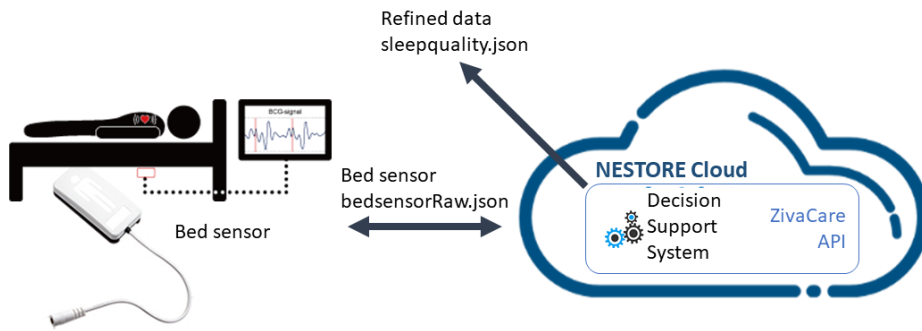 Refined data
sleepquality.json
BCG-signal
NESTORE Cloud
Bed sensor
bedsensorRaw.json
Decision
Support
System
ZivaCare
API
Bed sensor